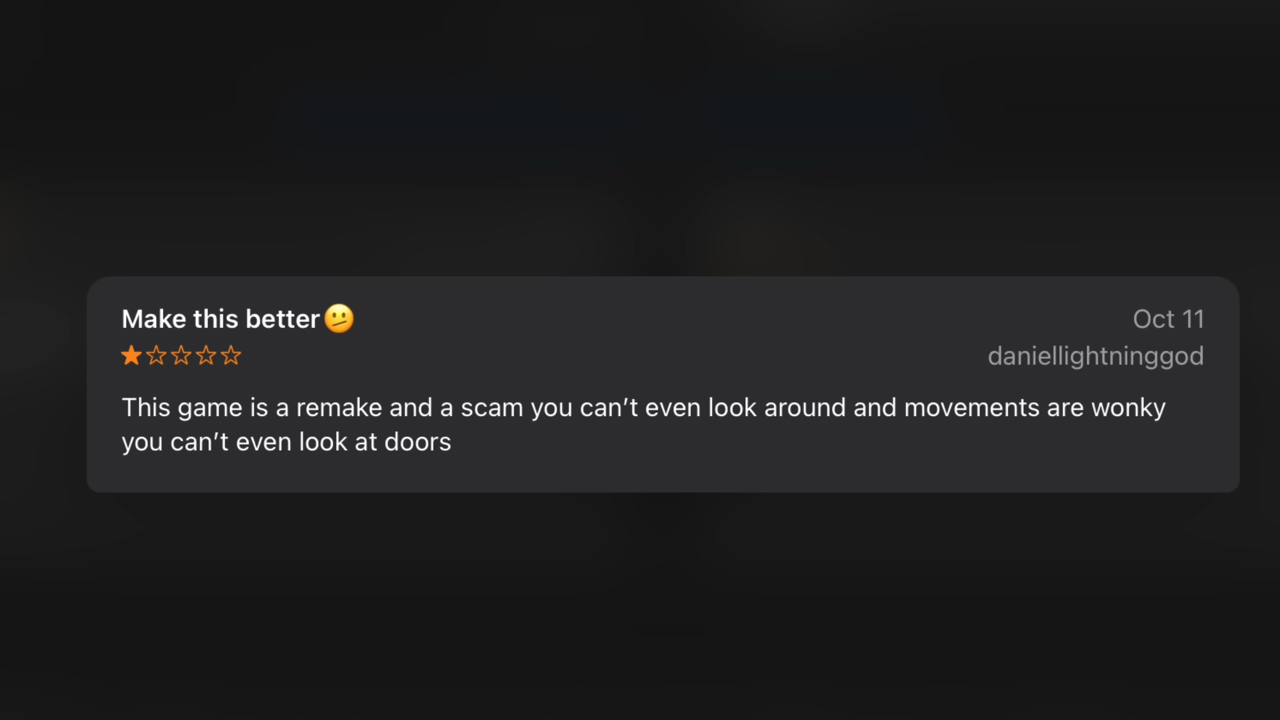 Make this better🫤
Oct 11
daniellightninggod
This game is a remake and a scam you can’t even look around and movements are wonky
you can’t even look at doors